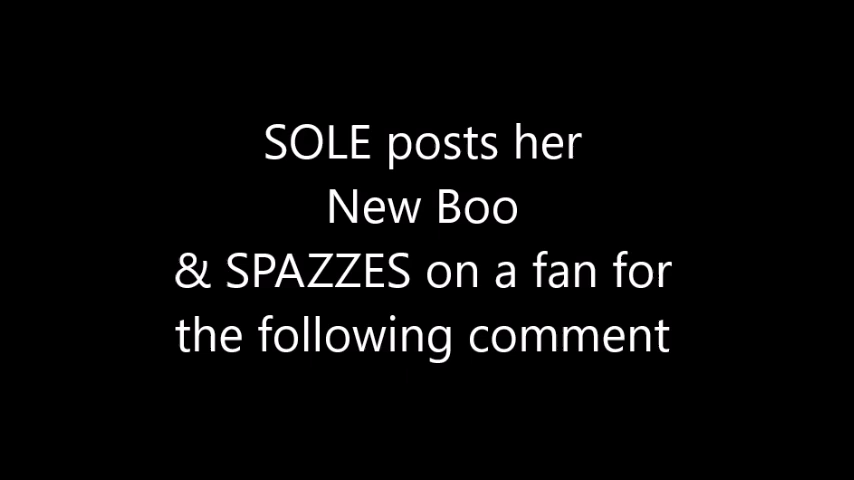 SOLE posts her
New Boo
& SPAZZES on a fan for
the following comment